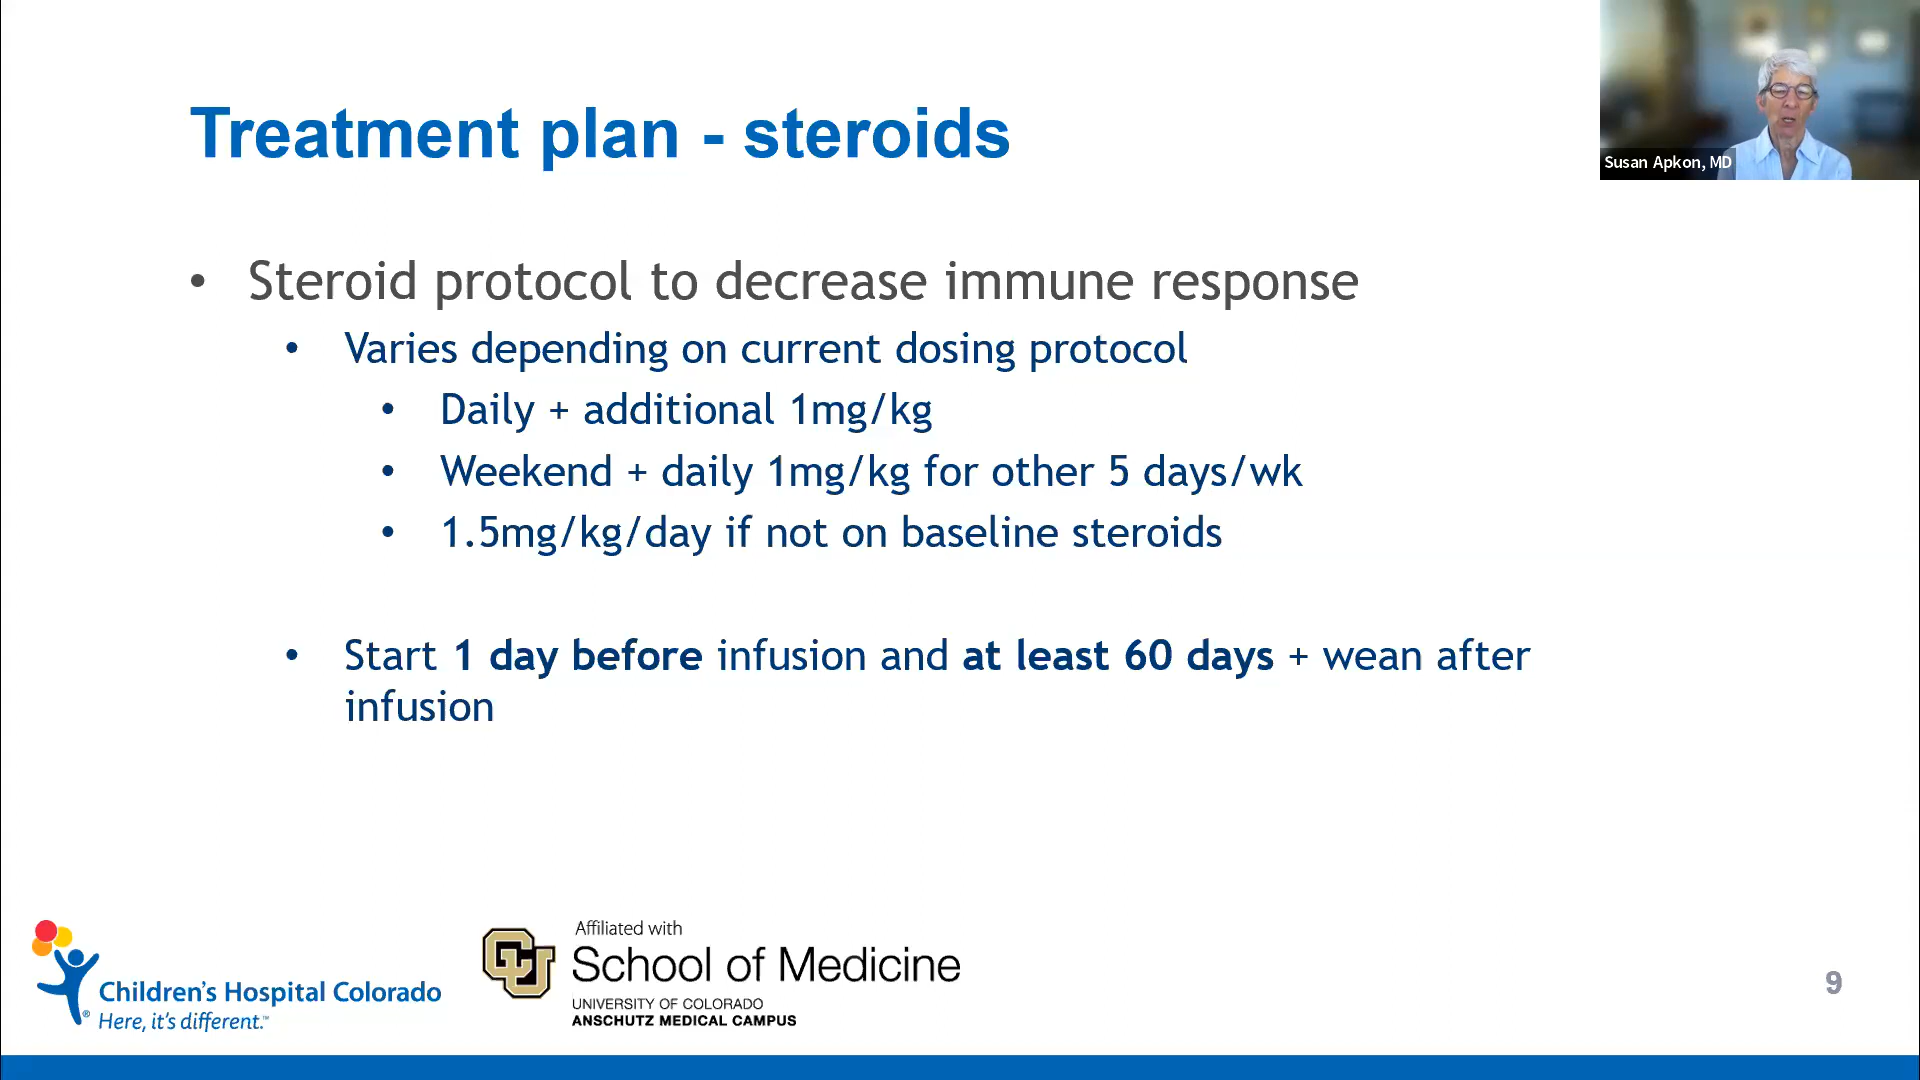 Treatment plan - steroids
Susan Apkon, MD
• Steroid protocol to decrease immune response
• Varies depending on current dosing protocol
• Daily + additional 1mg/kg
• Weekend + daily 1mg/kg for other 5 days/wk
• 1.5mg/kg/day if not on baseline steroids
• Start 1 day before infusion and at least 60 days + wean after
infusion
Children's Hospital Colorado
Here, it's different.™
Affiliated with
School of Medicine
UNIVERSITY OF COLORADO
ANSCHUTZ MEDICAL CAMPUS
9